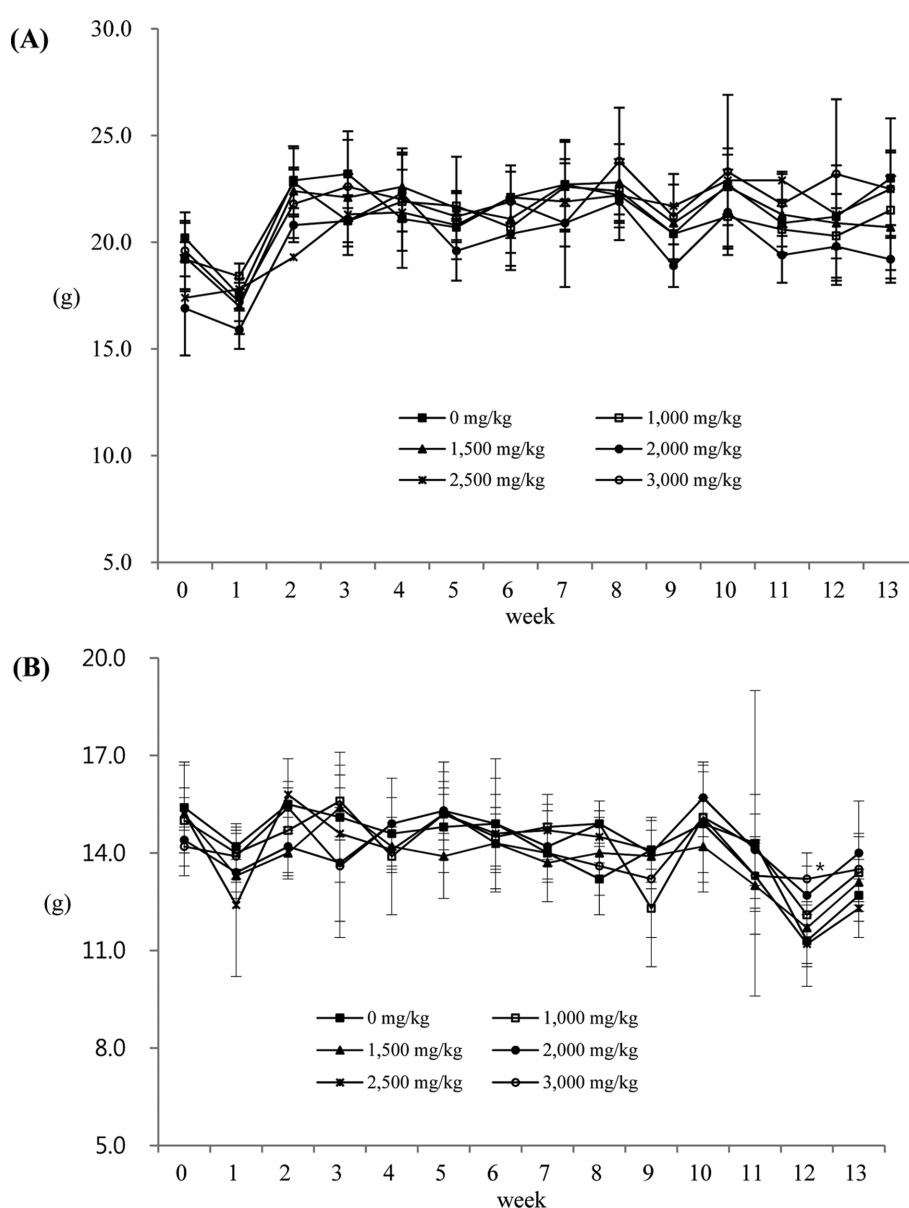 (A)
30.0
25.0
20.0
(g)
15.0
0 mg/kg 1,000 mg/kg
1,500 mg/kg 2,000 mg/kg
10.0
2,500 mg/kg 3,000 mg/kg
5.0
0 1 2 3 4 5 6 7 8 9 10 11 12 13
week
(B)
20.0
17.0
14.0
*
(g)
11.0
0 mg/kg 1,000 mg/kg
8.0
1,500 mg/kg 2,000 mg/kg
2,500 mg/kg 3,000 mg/kg
5.0
0 1 2 3 4 5 6 7 8 9 10 11 12 13
week